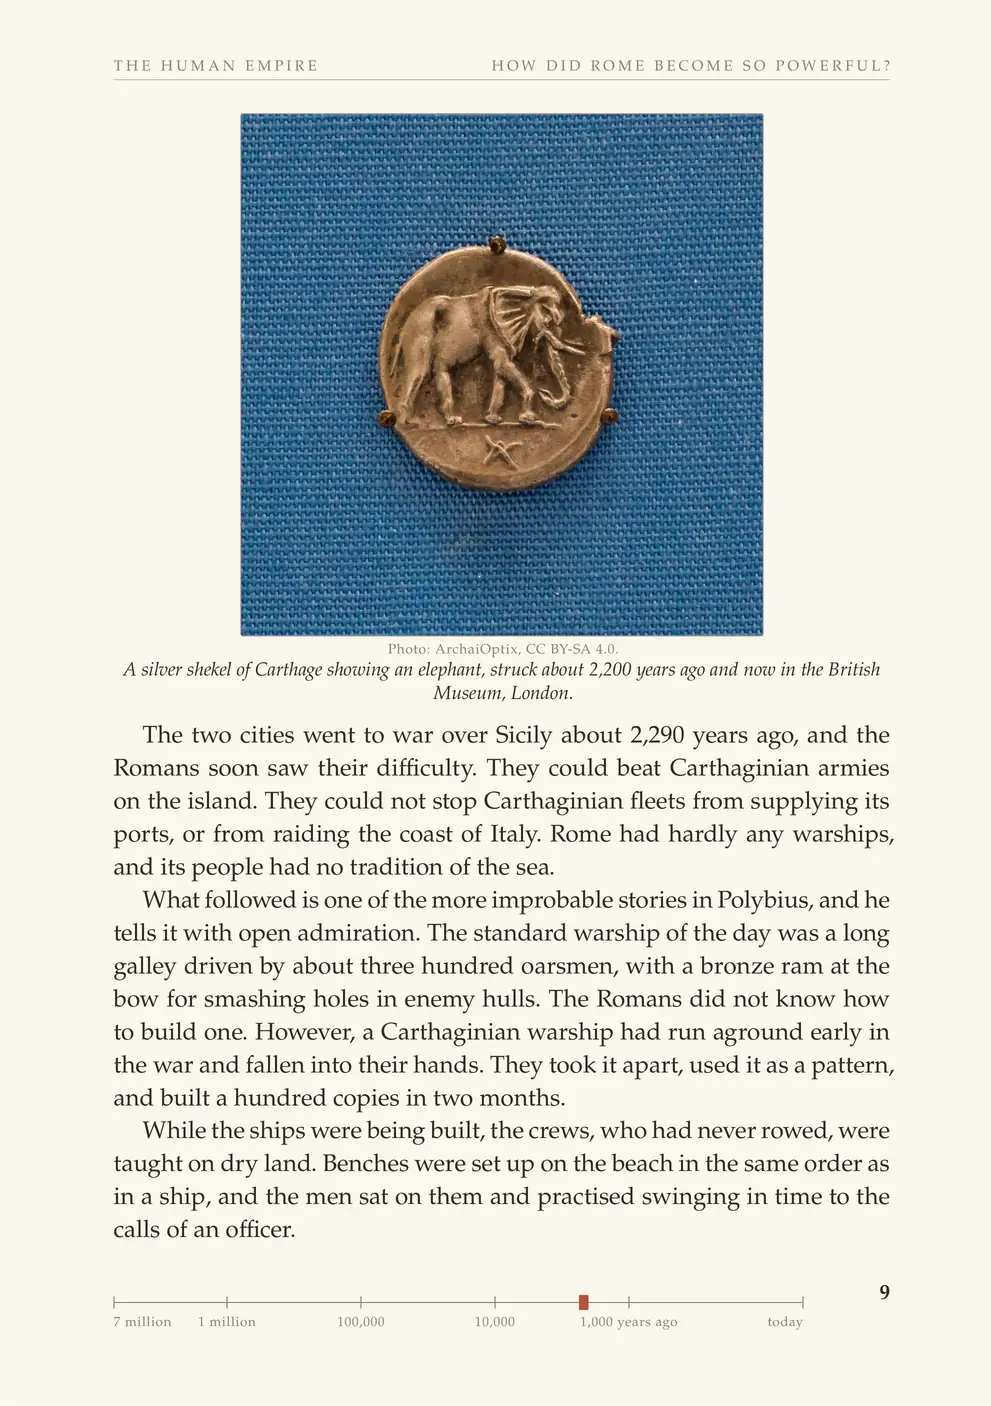 THE HUMAN EMPIRE
HOW DID ROME BECOME SO POWERFUL?
Photo: ArchaiOptix, CC BY-SA 4.0.
A silver shekel of Carthage showing an elephant, struck about 2,200 years ago and now in the British
Museum, London.
The two cities went to war over Sicily about 2,290 years ago, and the
Romans soon saw their difficulty. They could beat Carthaginian armies
on the island. They could not stop Carthaginian fleets from supplying its
ports, or from raiding the coast of Italy. Rome had hardly any warships,
and its people had no tradition of the sea.
What followed is one of the more improbable stories in Polybius, and he
tells it with open admiration. The standard warship of the day was a long
galley driven by about three hundred oarsmen, with a bronze ram at the
bow for smashing holes in enemy hulls. The Romans did not know how
to build one. However, a Carthaginian warship had run aground early in
the war and fallen into their hands. They took it apart, used it as a pattern,
and built a hundred copies in two months.
While the ships were being built, the crews, who had never rowed, were
taught on dry land. Benches were set up on the beach in the same order as
in a ship, and the men sat on them and practised swinging in time to the
calls of an officer.
9
7 million 1 million 100,000 10,000 1,000 years ago today